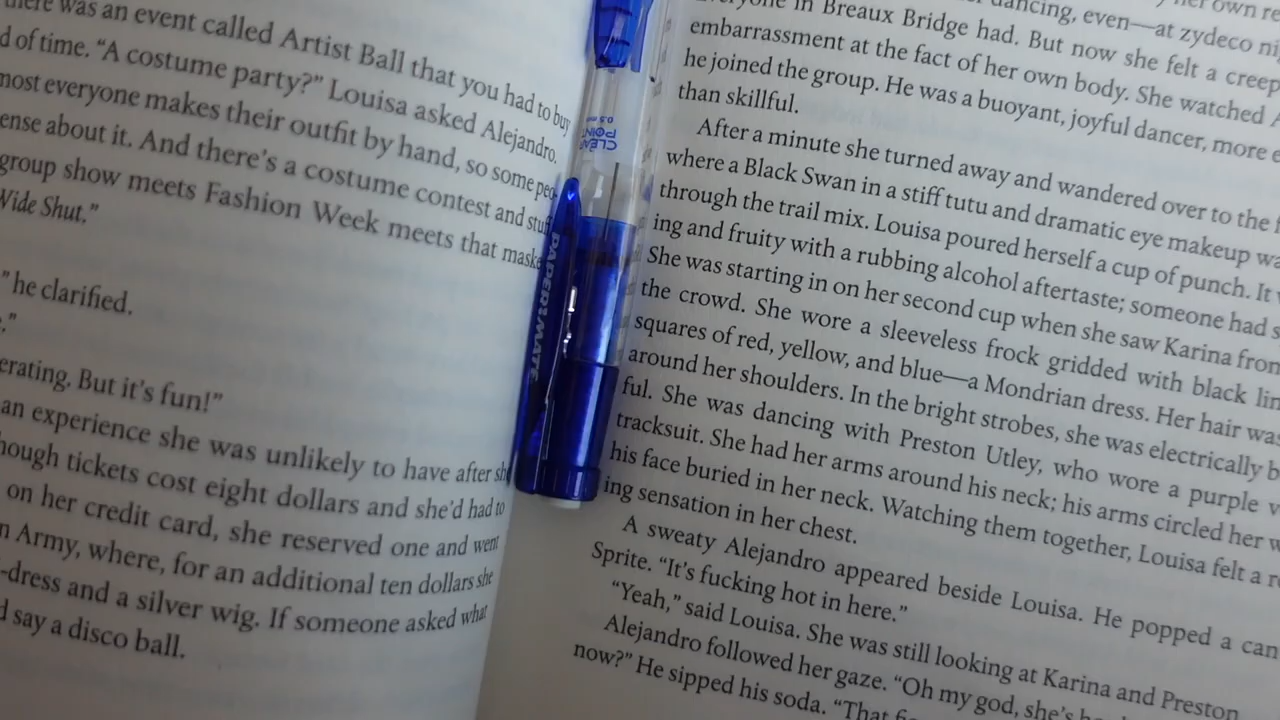 there was an event called Artist Ball that you had to buy
d of time. “A costume party?” Louisa asked Alejandro.
most everyone makes their outfit by hand, so some peo-
ense about it. And there’s a costume contest and stuff
group show meets Fashion Week meets that maske
Wide Shut.”
” he clarified.
.”
erating. But it’s fun!”
an experience she was unlikely to have after sh
hough tickets cost eight dollars and she’d had to
on her credit card, she reserved one and went
n Army, where, for an additional ten dollars she
-dress and a silver wig. If someone asked what
d say a disco ball.
CLEAR
POINT
0.5
PAPER MATE
dancing, even—at zydeco ni
Everyone in Breaux Bridge had. But now she felt a creep
embarrassment at the fact of her own body. She watched A
he joined the group. He was a buoyant, joyful dancer, more e
than skillful.
After a minute she turned away and wandered over to the
where a Black Swan in a stiff tutu and dramatic eye makeup wa
through the trail mix. Louisa poured herself a cup of punch. It
ing and fruity with a rubbing alcohol aftertaste; someone had s
She was starting in on her second cup when she saw Karina from
the crowd. She wore a sleeveless frock gridded with black lin
squares of red, yellow, and blue—a Mondrian dress. Her hair was
around her shoulders. In the bright strobes, she was electrically b
ful. She was dancing with Preston Utley, who wore a purple v
tracksuit. She had her arms around his neck; his arms circled her w
his face buried in her neck. Watching them together, Louisa felt a r
ing sensation in her chest.
A sweaty Alejandro appeared beside Louisa. He popped a can
Sprite. “It’s fucking hot in here.”
“Yeah,” said Louisa. She was still looking at Karina and Preston
Alejandro followed her gaze. “Oh my god, she’s
now?” He sipped his soda. “That